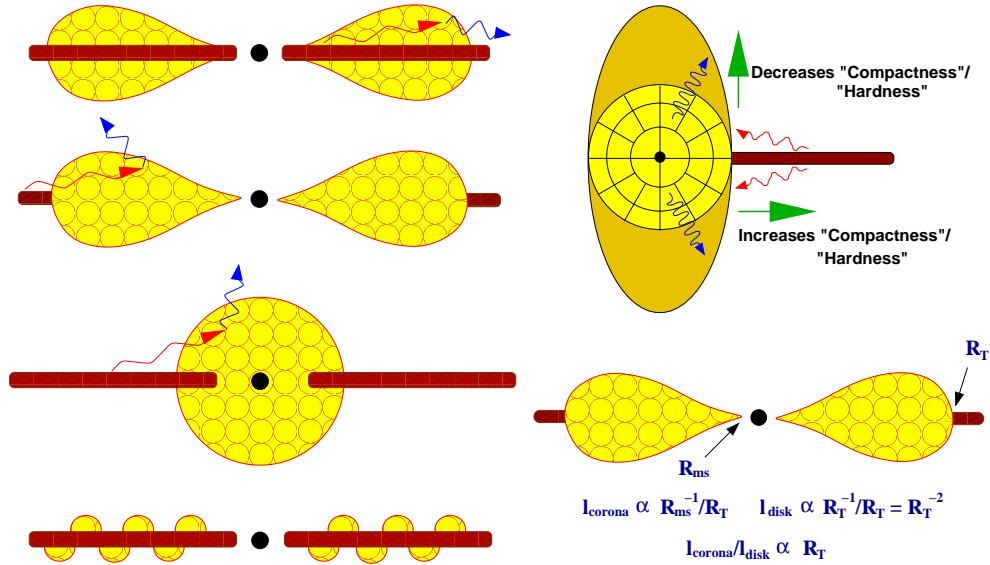 Decreases "Compactness"/
"Hardness"
Increases "Compactness"/
"Hardness"
R_T
R_ms
l_corona ∝ R_ms^-1/R_T l_disk ∝ R_T^-1/R_T = R_T^-2
l_corona/l_disk ∝ R_T